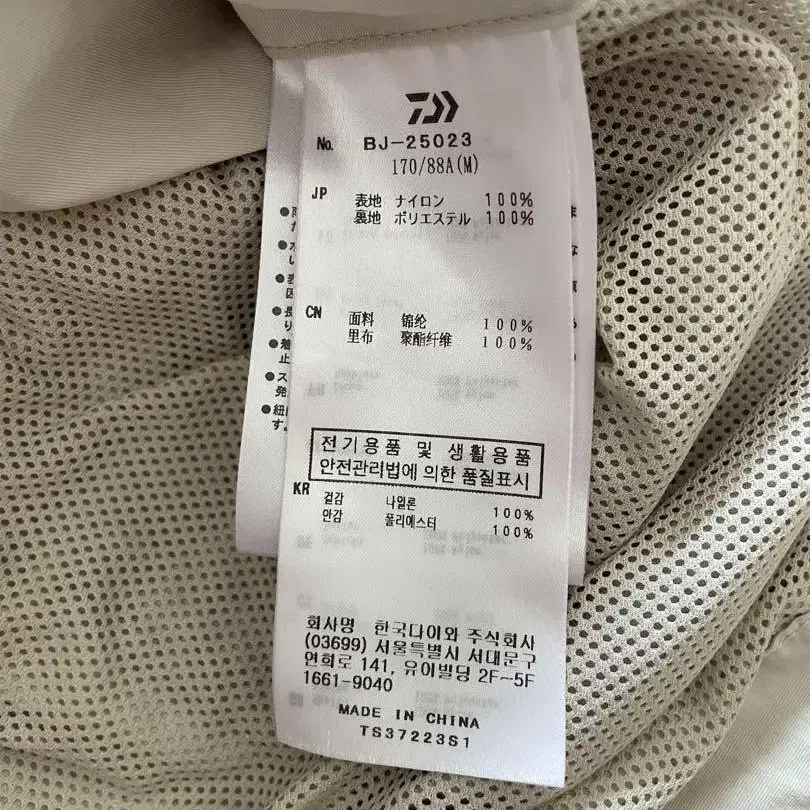 No. BJ-25023
170/88A(M)
JP 表地 ナイロン 100%
裏地 ポリエステル 100%
CN 面料 锦纶 100%
里布 聚酯纤维 100%
전기용품 및 생활용품
안전관리법에 의한 품질표시
KR 겉감 나일론 100%
안감 폴리에스터 100%
회사명 한국다이와 주식회사
(03699) 서울특별시 서대문구
연희로 141, 유이빌딩 2F~5F
1661-9040
MADE IN CHINA
TS37223S1